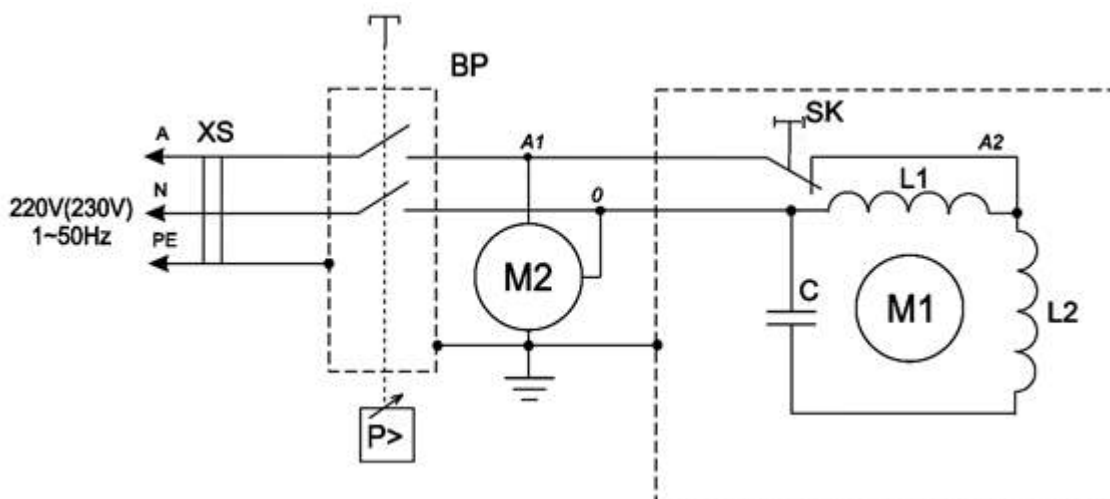 BP
SK
A XS
A1
A2
L1
N
0
220V(230V)
1~50Hz
PE
M2
C
M1
L2
P>